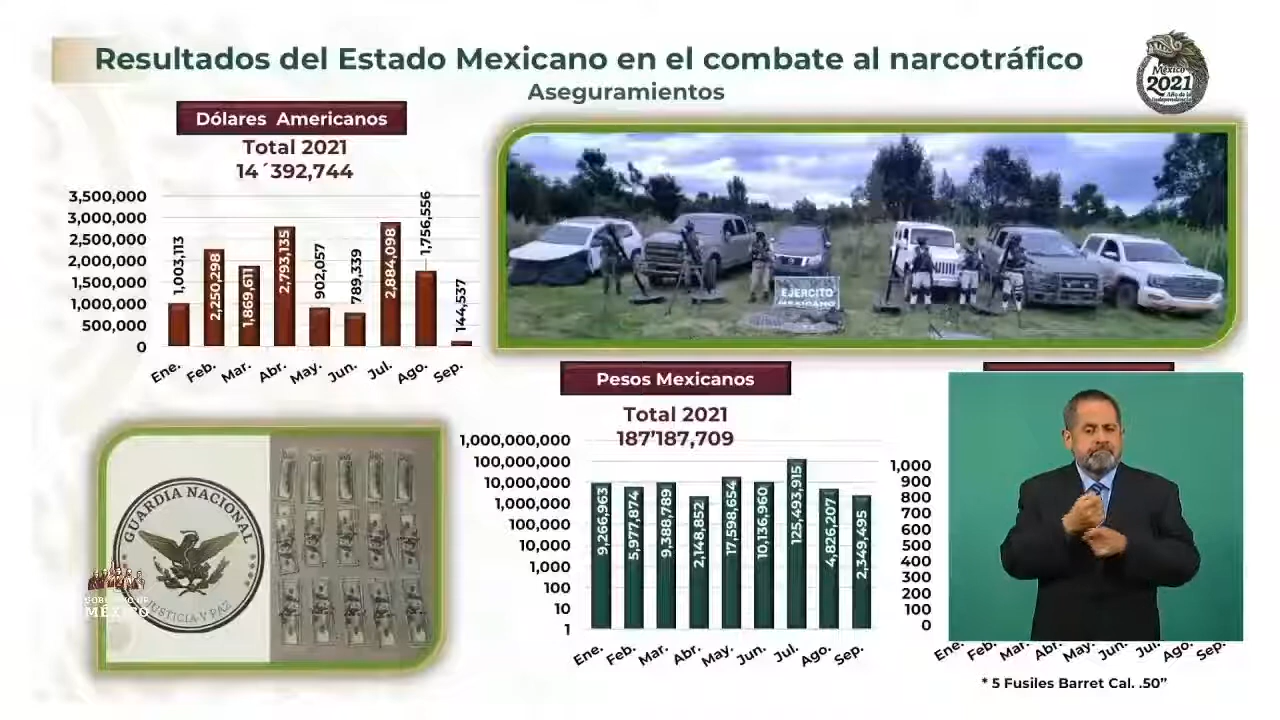 Resultados del Estado Mexicano en el combate al narcotráfico
Aseguramientos
México
2021
Año de la
Independencia
Dólares Americanos
Total 2021
14´392,744
3,500,000
3,000,000
2,500,000
2,000,000
1,500,000
1,000,000
500,000
0
1,003,113
2,250,298
1,869,611
2,793,135
902,057
789,339
2,884,098
1,756,556
144,537
Ene. Feb. Mar. Abr. May. Jun. Jul. Ago. Sep.
EJERCITO
MEXICANO
Pesos Mexicanos
Total 2021
187’187,709
1,000,000,000
100,000,000
10,000,000
1,000,000
100,000
10,000
1,000
100
10
1
9,266,963
5,977,874
9,388,789
2,148,852
17,598,654
10,136,960
125,493,915
4,826,207
2,349,495
Ene. Feb. Mar. Abr. May. Jun. Jul. Ago. Sep.
GUARDIA NACIONAL
JUSTICIA Y PAZ
GOBIERNO DE
MÉXICO
1,000
900
800
700
600
500
400
300
200
100
0
Ene. Feb. Mar. Abr. May. Jun. Jul. Ago. Sep.
* 5 Fusiles Barret Cal. .50”